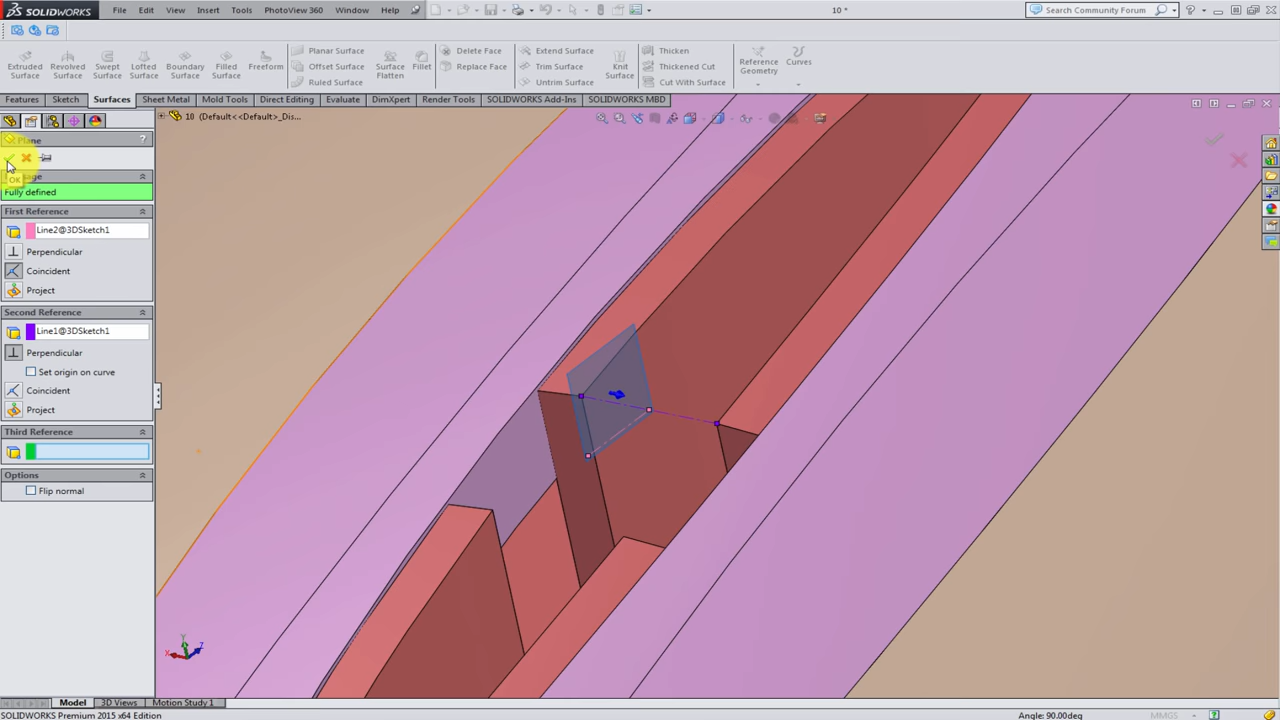 SOLIDWORKS
File Edit View Insert Tools PhotoView 360 Window Help
10 *
Search Community Forum
Extruded Surface
Revolved Surface
Swept Surface
Lofted Surface
Boundary Surface
Filled Surface
Freeform
Planar Surface
Offset Surface
Ruled Surface
Surface Flatten
Fillet
Delete Face
Replace Face
Extend Surface
Trim Surface
Untrim Surface
Knit Surface
Thicken
Thickened Cut
Cut With Surface
Reference Geometry
Curves
Features Sketch Surfaces Sheet Metal Mold Tools Direct Editing Evaluate DimXpert Render Tools SOLIDWORKS Add-Ins SOLIDWORKS MBD
10 (Default<<Default>_Dis...
Plane
?
OK
Fully defined
First Reference
Line2@3DSketch1
Perpendicular
Coincident
Project
Second Reference
Line1@3DSketch1
Perpendicular
Set origin on curve
Coincident
Project
Third Reference
Options
Flip normal
Y
X
Z
Model 3D Views Motion Study 1
SOLIDWORKS Premium 2015 x64 Edition
Angle: 90.00deg
MMGS